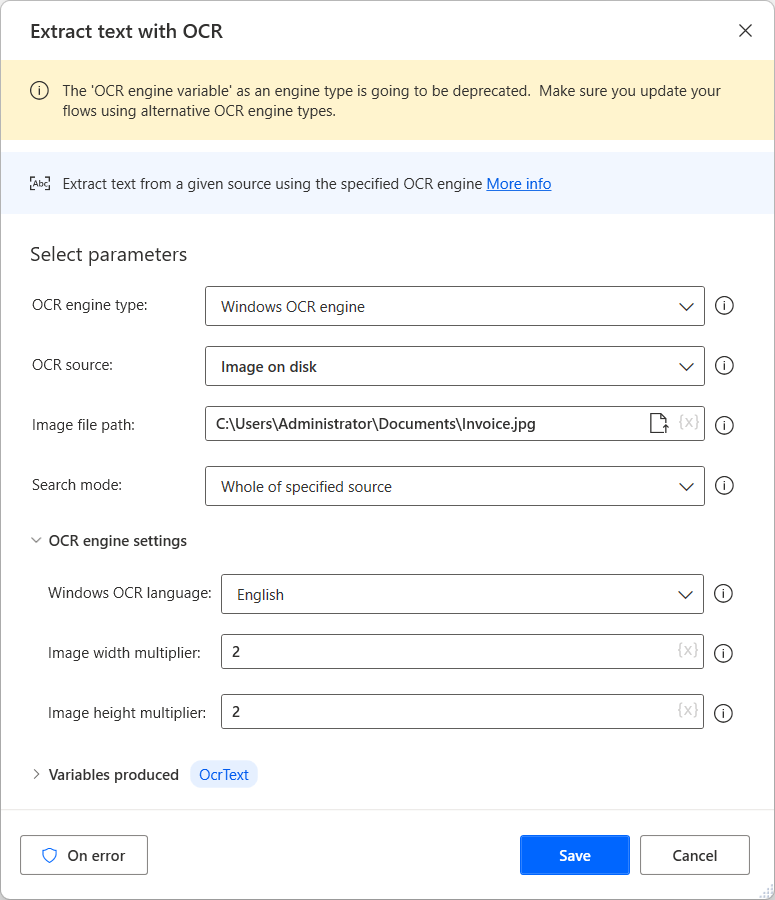 Extract text with OCR
The 'OCR engine variable' as an engine type is going to be deprecated.  Make sure you update your
flows using alternative OCR engine types.
Abc Extract text from a given source using the specified OCR engine More info
Select parameters
OCR engine type: Windows OCR engine
OCR source: Image on disk
Image file path: C:\Users\Administrator\Documents\Invoice.jpg {x}
Search mode: Whole of specified source
OCR engine settings
Windows OCR language: English
Image width multiplier: 2 {x}
Image height multiplier: 2 {x}
Variables produced OcrText
On error Save Cancel